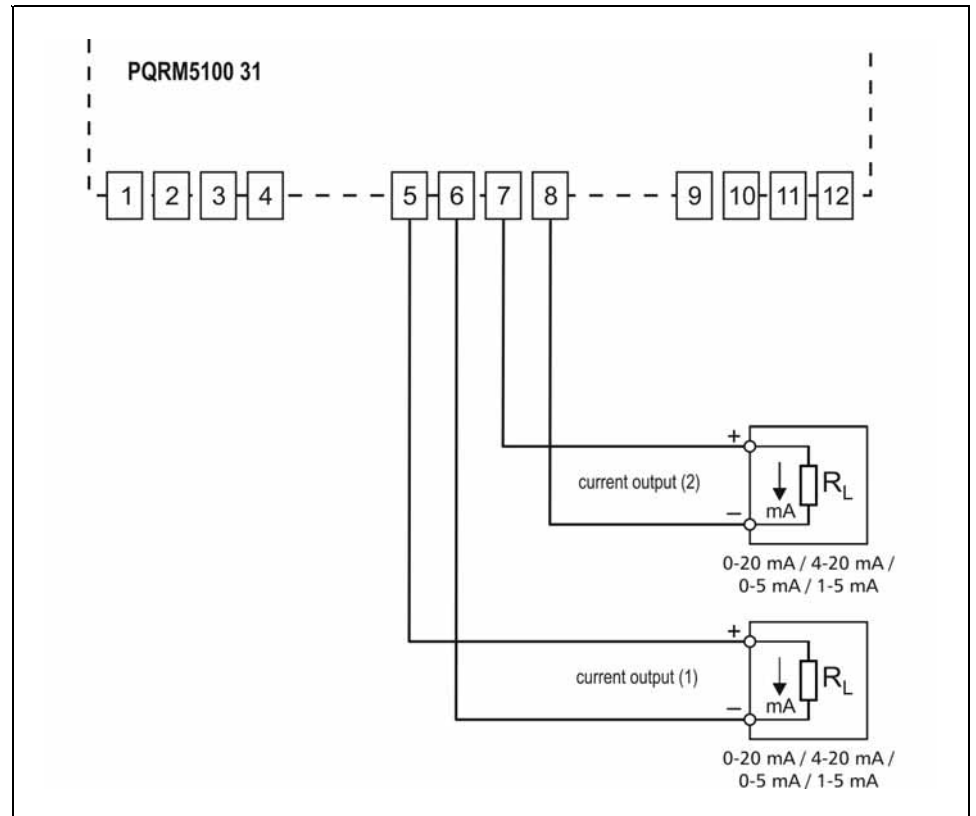 PQRM5100 31
1 2 3 4 5 6 7 8 9 10 11 12
+
current output (2)
mA
RL
–
0-20 mA / 4-20 mA /
0-5 mA / 1-5 mA
+
current output (1)
mA
RL
–
0-20 mA / 4-20 mA /
0-5 mA / 1-5 mA